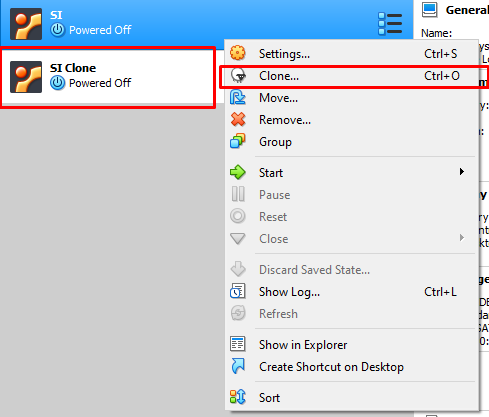 SI
Powered Off
SI Clone
Powered Off
Settings... Ctrl+S
Clone... Ctrl+O
Move...
Remove...
Group
Start
Pause
Reset
Close
Discard Saved State...
Show Log... Ctrl+L
Refresh
Show in Explorer
Create Shortcut on Desktop
Sort
General
Name: